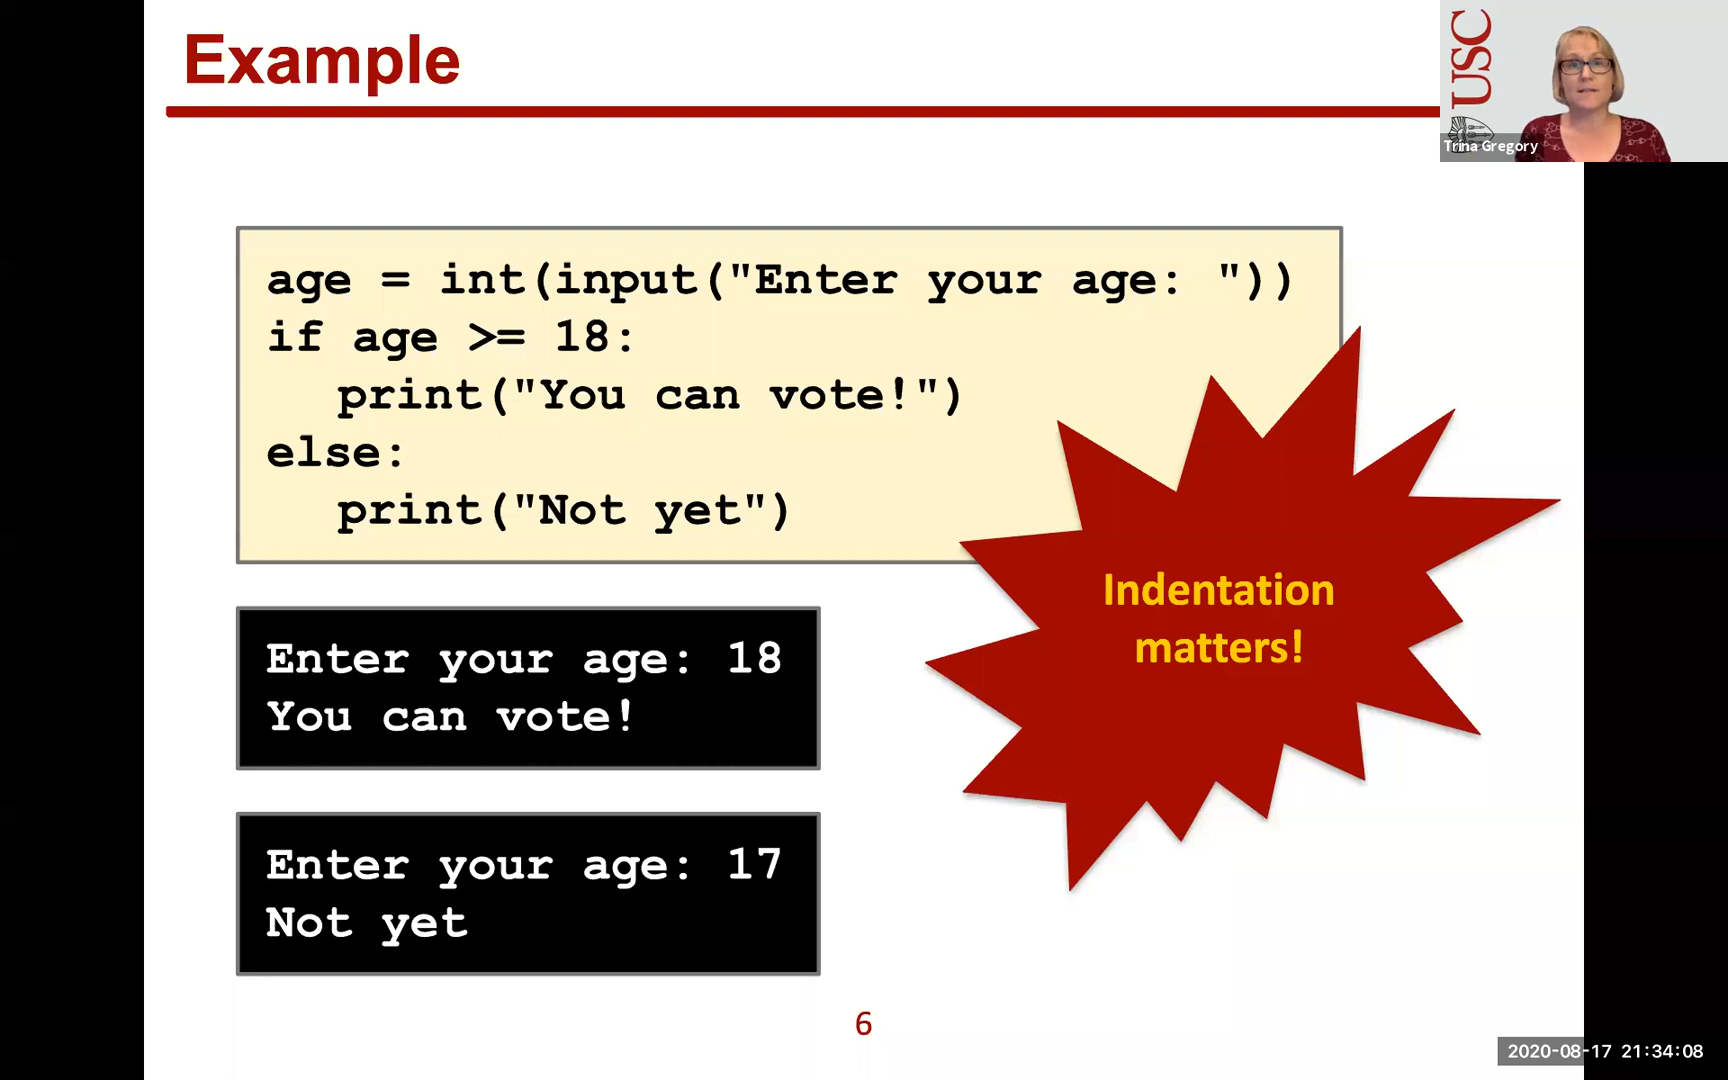 Example
USC
Trina Gregory
age = int(input("Enter your age: "))
if age >= 18:
   print("You can vote!")
else:
   print("Not yet")
Indentation
matters!
Enter your age: 18
You can vote!
Enter your age: 17
Not yet
6
2020-08-17 21:34:08